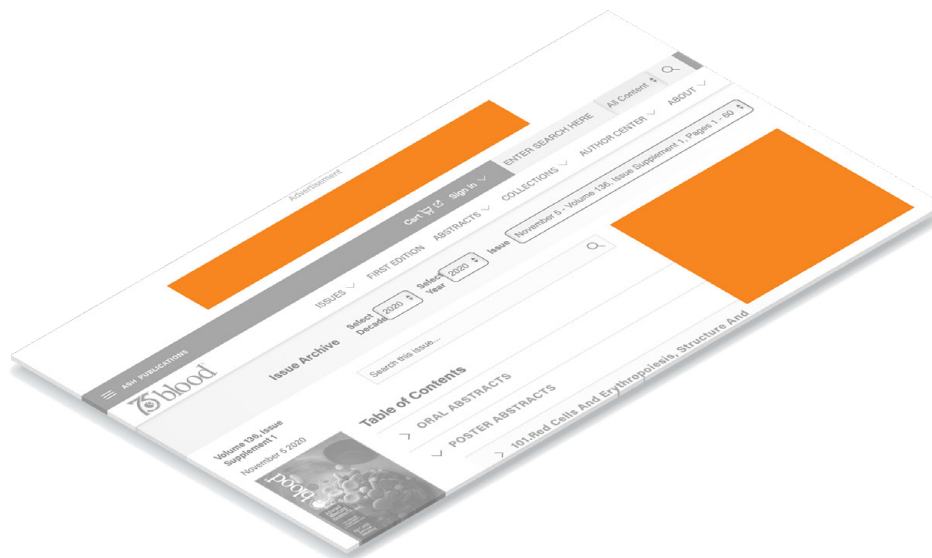 Advertisement
ASH PUBLICATIONS
Cart
Sign in
ENTER SEARCH HERE
All Content
75 blood
ISSUES
FIRST EDITION
ABSTRACTS
COLLECTIONS
AUTHOR CENTER
ABOUT
Issue Archive
Select Decade
2020
Select Year
2020
Issue
November 5 - Volume 136, Issue Supplement 1, Pages 1 - 60
Volume 136, Issue
Supplement 1
November 5 2020
blood
Search this issue...
Table of Contents
ORAL ABSTRACTS
POSTER ABSTRACTS
101.Red Cells And Erythropoiesis, Structure And